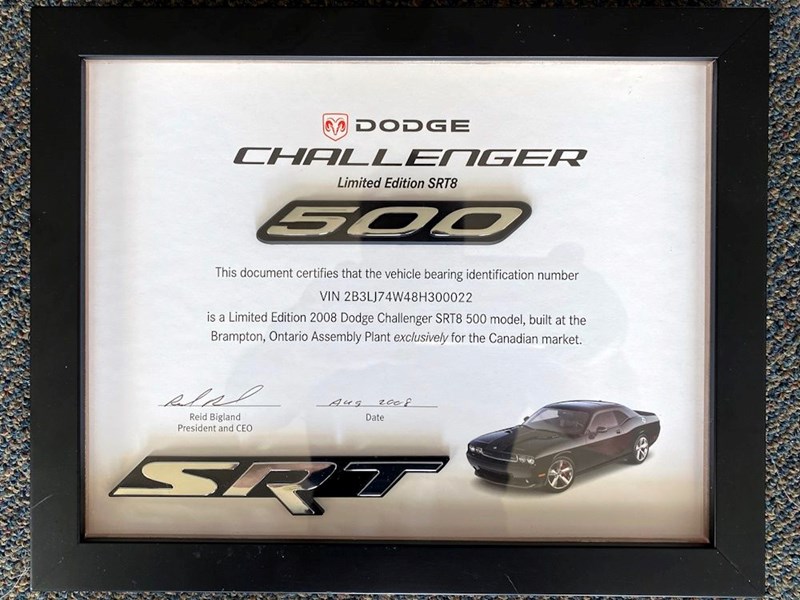 DODGE
CHALLENGER
Limited Edition SRT8
500
This document certifies that the vehicle bearing identification number
VIN 2B3LJ74W48H300022
is a Limited Edition 2008 Dodge Challenger SRT8 500 model, built at the
Brampton, Ontario Assembly Plant exclusively for the Canadian market.
Aug 2008
Reid Bigland
Date
President and CEO
SRT